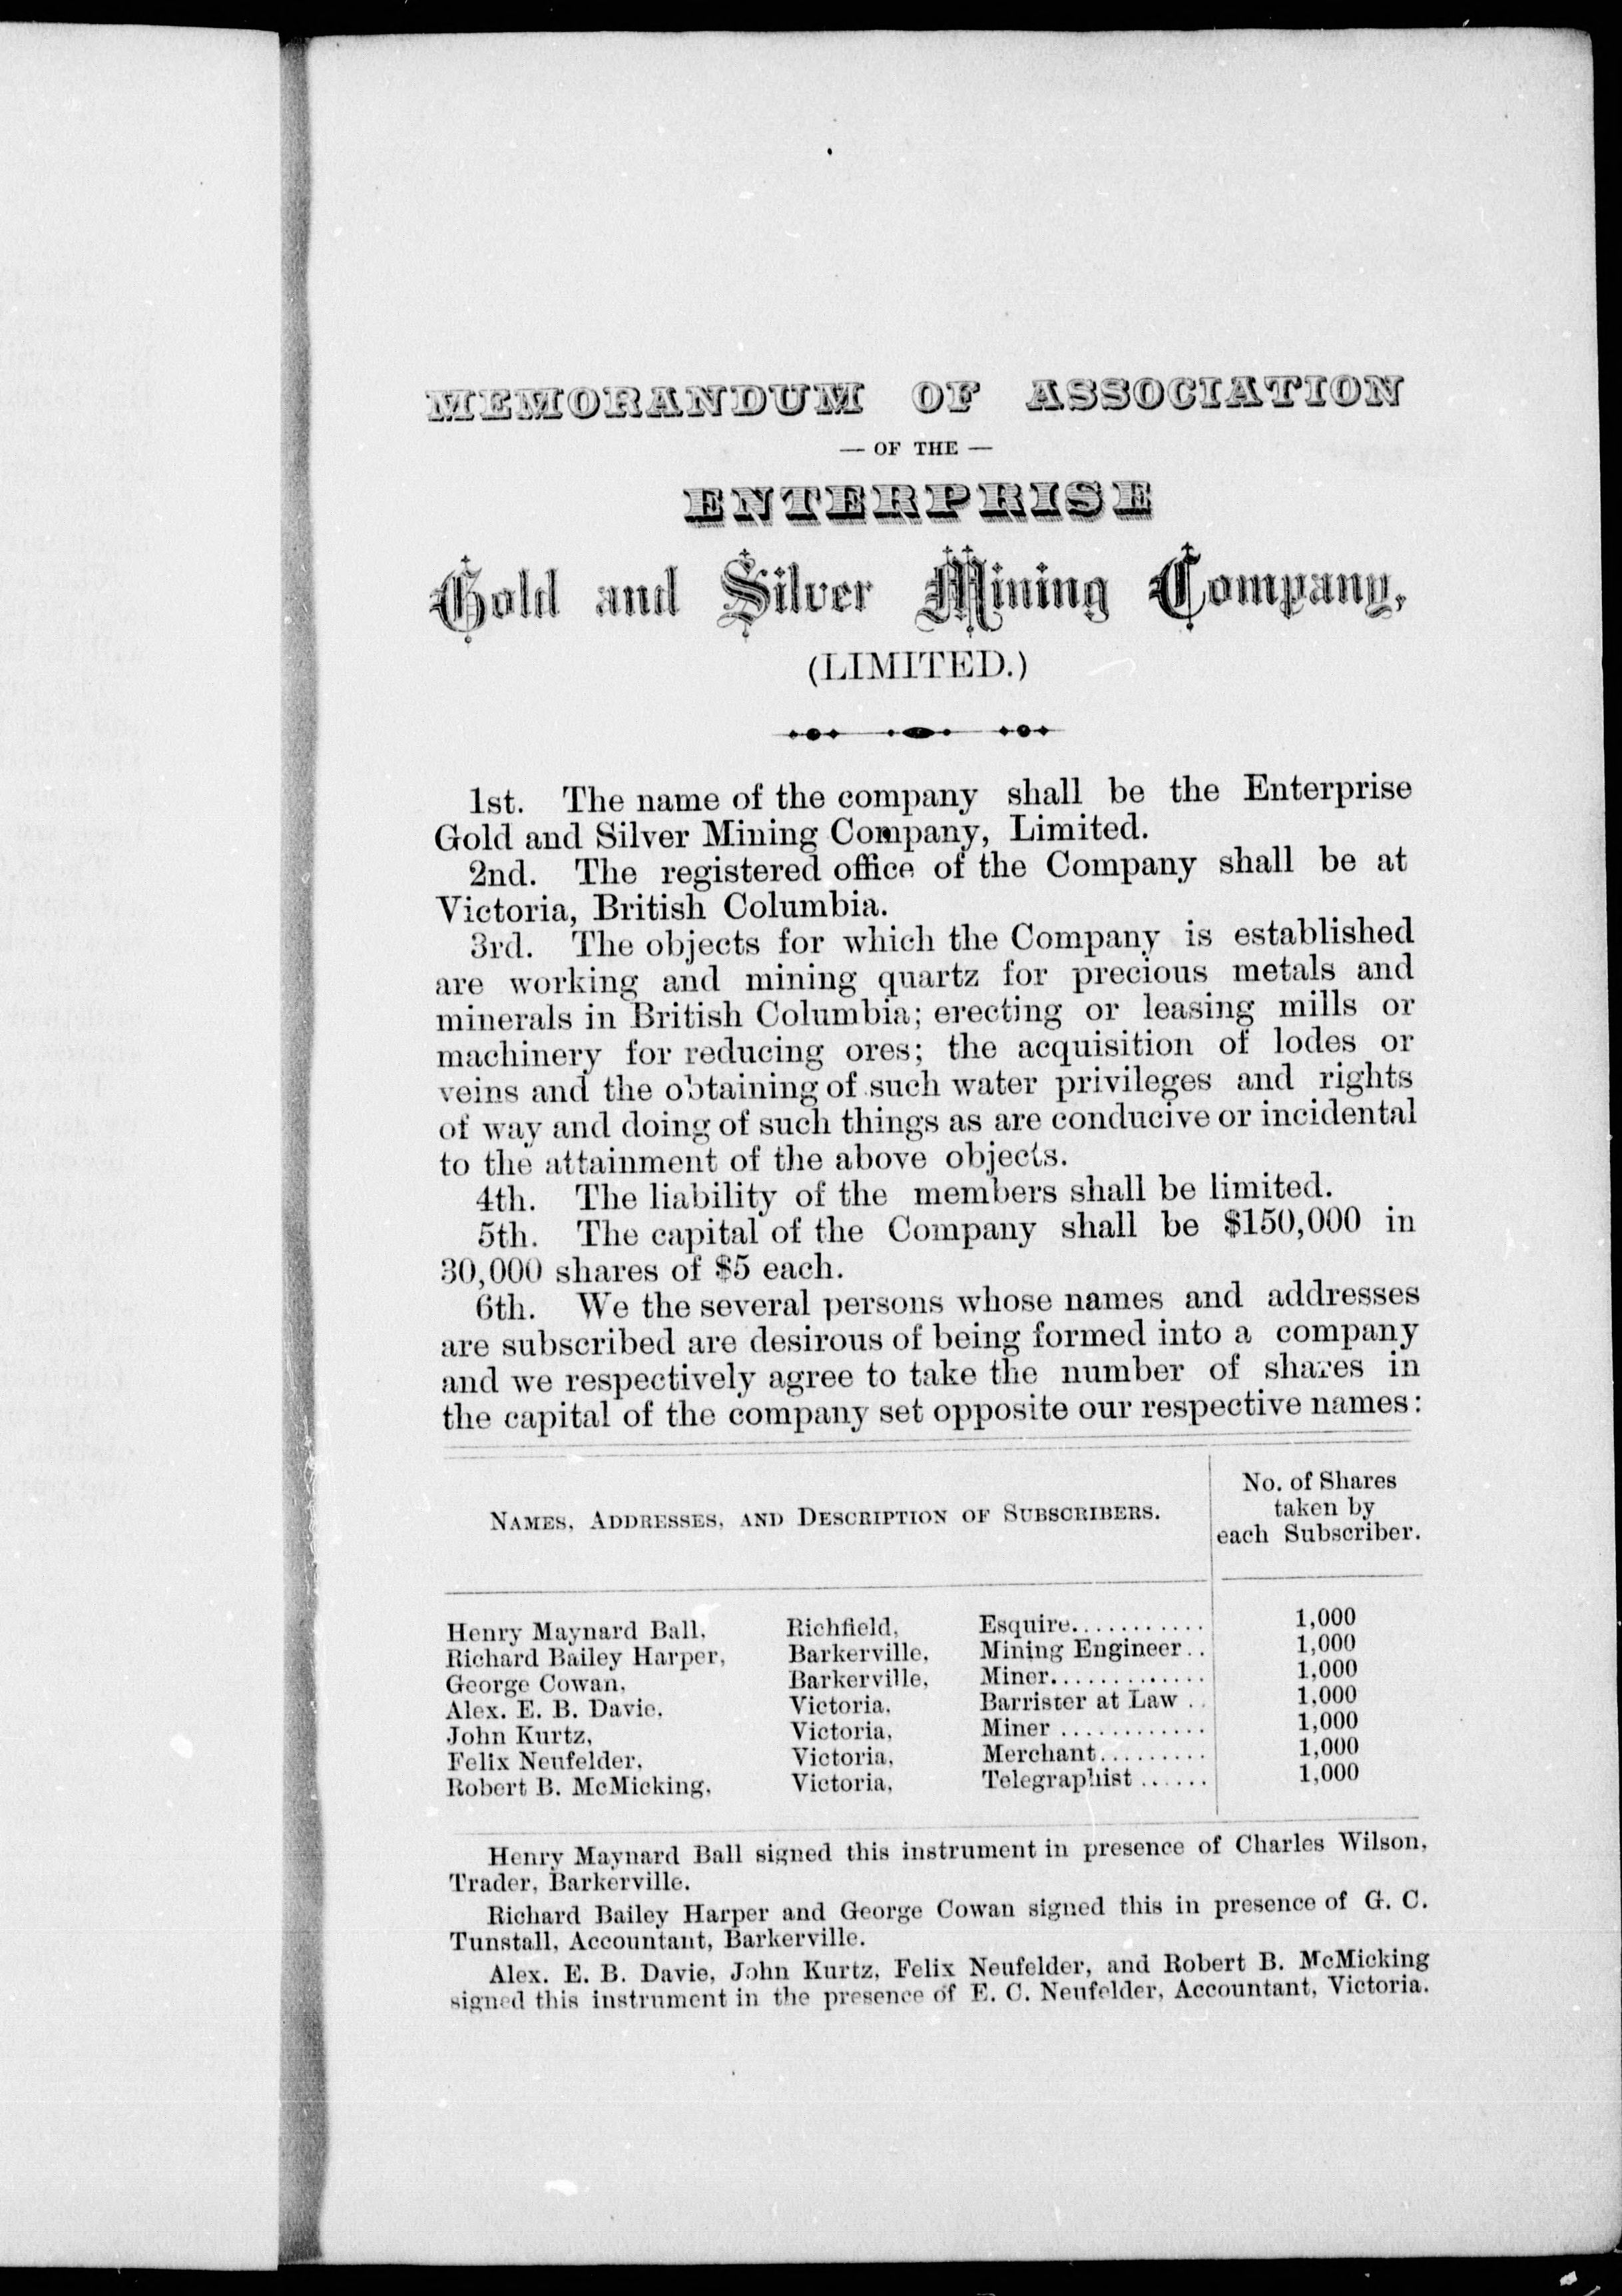 MEMORANDUM OF ASSOCIATION
— OF THE —
ENTERPRISE
Gold and Silver Mining Company,
(LIMITED.)
1st. The name of the company shall be the Enterprise
Gold and Silver Mining Company, Limited.
2nd. The registered office of the Company shall be at
Victoria, British Columbia.
3rd. The objects for which the Company is established
are working and mining quartz for precious metals and
minerals in British Columbia; erecting or leasing mills or
machinery for reducing ores; the acquisition of lodes or
veins and the obtaining of such water privileges and rights
of way and doing of such things as are conducive or incidental
to the attainment of the above objects.
4th. The liability of the members shall be limited.
5th. The capital of the Company shall be $150,000 in
30,000 shares of $5 each.
6th. We the several persons whose names and addresses
are subscribed are desirous of being formed into a company
and we respectively agree to take the number of shares in
the capital of the company set opposite our respective names:
NAMES, ADDRESSES, AND DESCRIPTION OF SUBSCRIBERS.
No. of Shares
taken by
each Subscriber.
Henry Maynard Ball, Richfield, Esquire........... 1,000
Richard Bailey Harper, Barkerville, Mining Engineer.. 1,000
George Cowan, Barkerville, Miner............. 1,000
Alex. E. B. Davie, Victoria, Barrister at Law .. 1,000
John Kurtz, Victoria, Miner ............ 1,000
Felix Neufelder, Victoria, Merchant......... 1,000
Robert B. McMicking, Victoria, Telegraphist ...... 1,000
Henry Maynard Ball signed this instrument in presence of Charles Wilson,
Trader, Barkerville.
Richard Bailey Harper and George Cowan signed this in presence of G. C.
Tunstall, Accountant, Barkerville.
Alex. E. B. Davie, John Kurtz, Felix Neufelder, and Robert B. McMicking
signed this instrument in the presence of E. C. Neufelder, Accountant, Victoria.